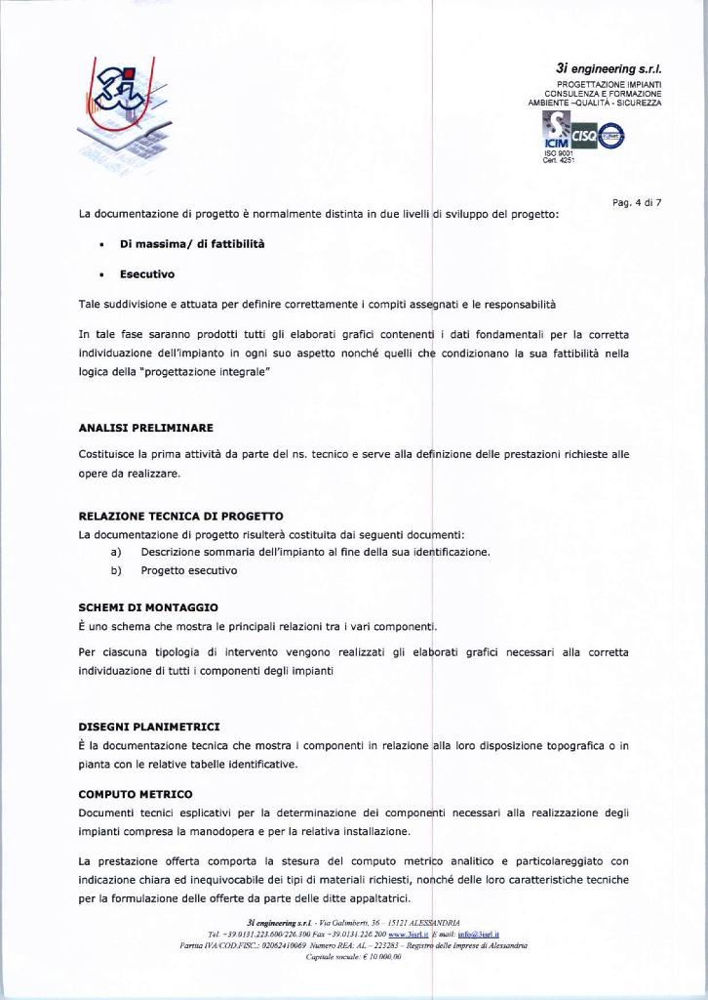 3i
3i engineering s.r.l.
PROGETTAZIONE IMPIANTI
CONSULENZA E FORMAZIONE
AMBIENTE –QUALITÀ - SICUREZZA
ICIM
CISQ
ISO 9001
Cert. 4251
Pag. 4 di 7
La documentazione di progetto è normalmente distinta in due livelli di sviluppo del progetto:
• Di massima/ di fattibilità
• Esecutivo
Tale suddivisione e attuata per definire correttamente i compiti assegnati e le responsabilità
In tale fase saranno prodotti tutti gli elaborati grafici contenenti i dati fondamentali per la corretta
individuazione dell'impianto in ogni suo aspetto nonché quelli che condizionano la sua fattibilità nella
logica della "progettazione integrale"
ANALISI PRELIMINARE
Costituisce la prima attività da parte del ns. tecnico e serve alla definizione delle prestazioni richieste alle
opere da realizzare.
RELAZIONE TECNICA DI PROGETTO
La documentazione di progetto risulterà costituita dai seguenti documenti:
a) Descrizione sommaria dell'impianto al fine della sua identificazione.
b) Progetto esecutivo
SCHEMI DI MONTAGGIO
È uno schema che mostra le principali relazioni tra i vari componenti.
Per ciascuna tipologia di intervento vengono realizzati gli elaborati grafici necessari alla corretta
individuazione di tutti i componenti degli impianti
DISEGNI PLANIMETRICI
È la documentazione tecnica che mostra i componenti in relazione alla loro disposizione topografica o in
pianta con le relative tabelle identificative.
COMPUTO METRICO
Documenti tecnici esplicativi per la determinazione dei componenti necessari alla realizzazione degli
impianti compresa la manodopera e per la relativa installazione.
La prestazione offerta comporta la stesura del computo metrico analitico e particolareggiato con
indicazione chiara ed inequivocabile dei tipi di materiali richiesti, nonché delle loro caratteristiche tecniche
per la formulazione delle offerte da parte delle ditte appaltatrici.
3i engineering s.r.l. - Via Galimberti, 36 – 15121 ALESSANDRIA
Tel. +39.0131.223.600/226.300 Fax +39.0131.226.200 www.3isrl.it E mail: info@3isrl.it
Partita IVA/COD.FISC.: 02062410069 Numero REA: AL – 223283 – Registro delle Imprese di Alessandria
Capitale sociale: € 10.000,00